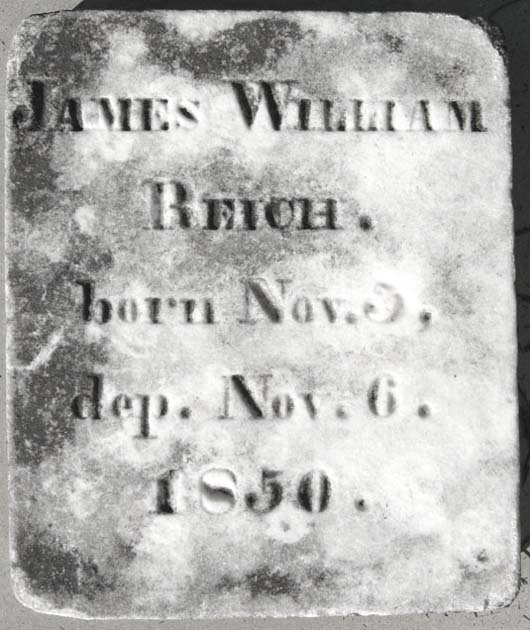 JAMES WILLIAM
REICH.
born Nov. 5,
dep. Nov. 6.
1850.